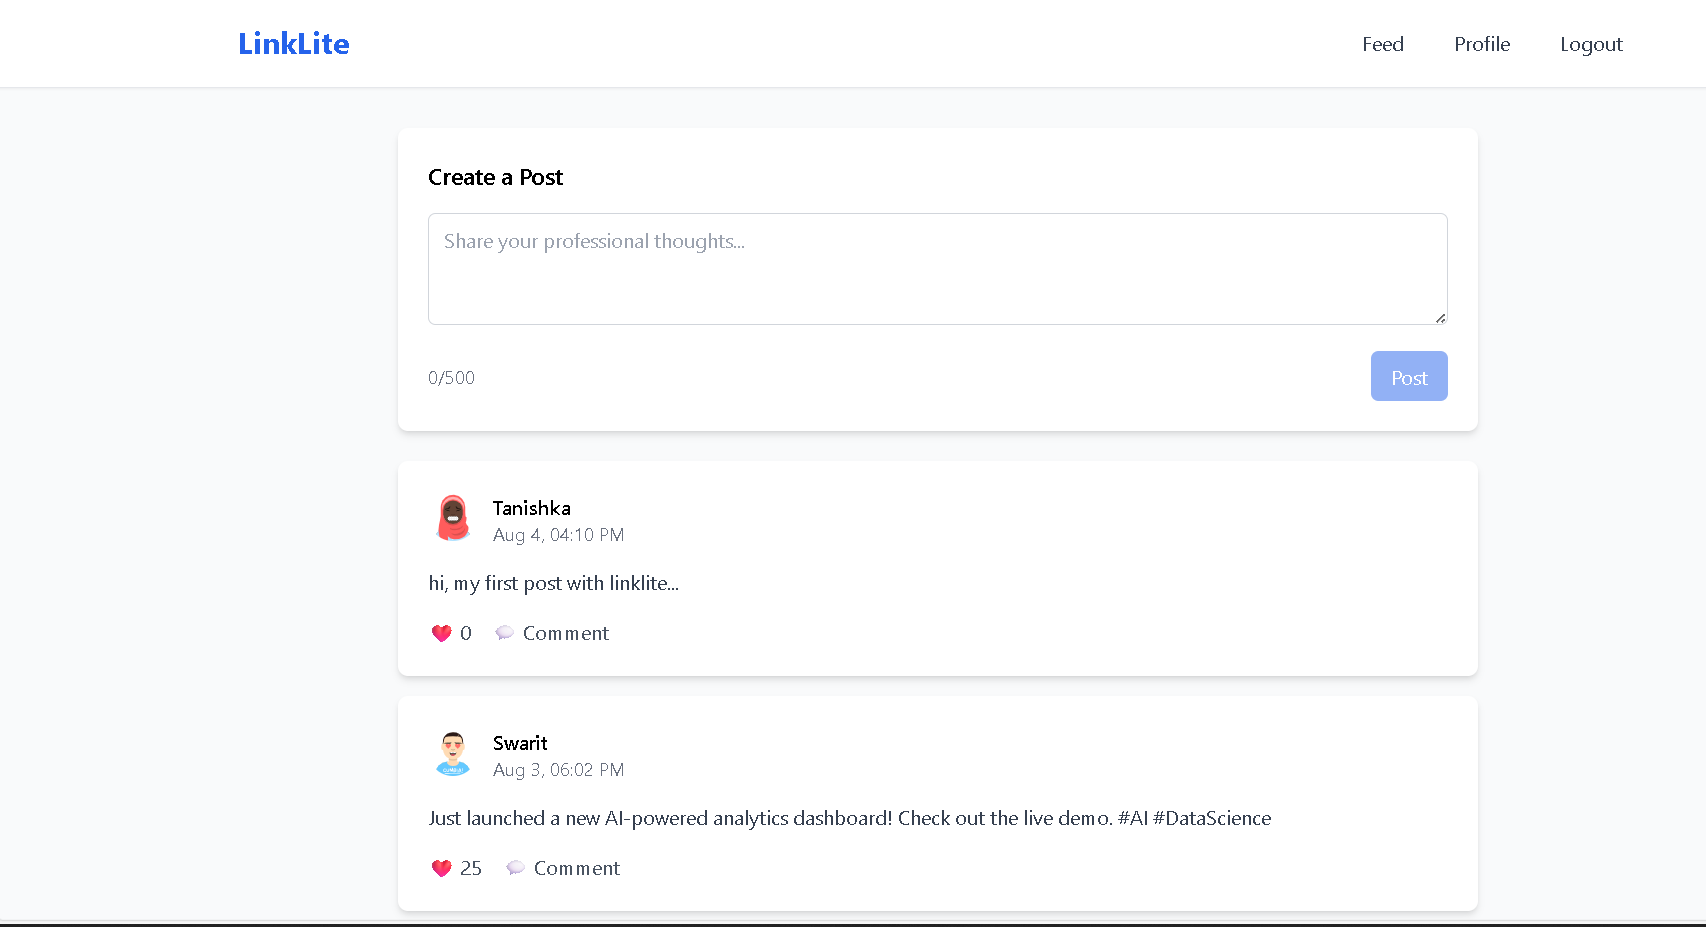 LinkLite
Feed Profile Logout
Create a Post
Share your professional thoughts...
0/500
Post
Tanishka
Aug 4, 04:10 PM
hi, my first post with linklite...
0 Comment
Swarit
Aug 3, 06:02 PM
Just launched a new AI-powered analytics dashboard! Check out the live demo. #AI #DataScience
25 Comment